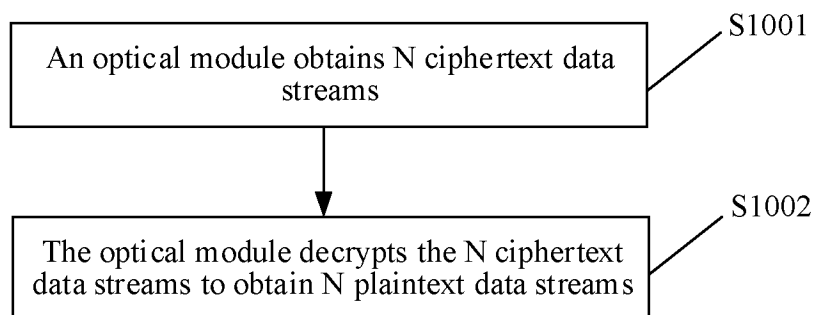 S1001
An optical module obtains N ciphertext data
streams
S1002
The optical module decrypts the N ciphertext
data streams to obtain N plaintext data streams